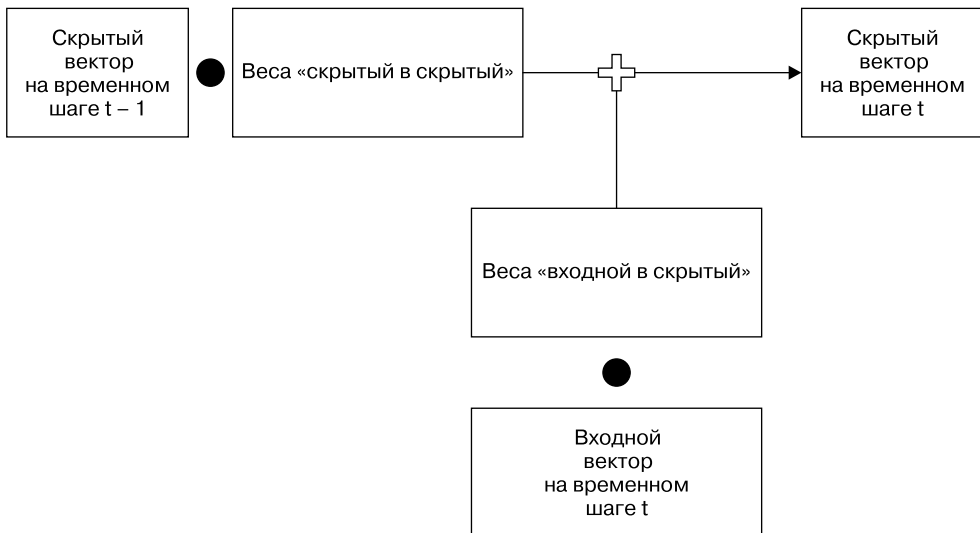 Скрытый
вектор
на временном
шаге t – 1
Веса «скрытый в скрытый»
Скрытый
вектор
на временном
шаге t
Веса «входной в скрытый»
Входной
вектор
на временном
шаге t